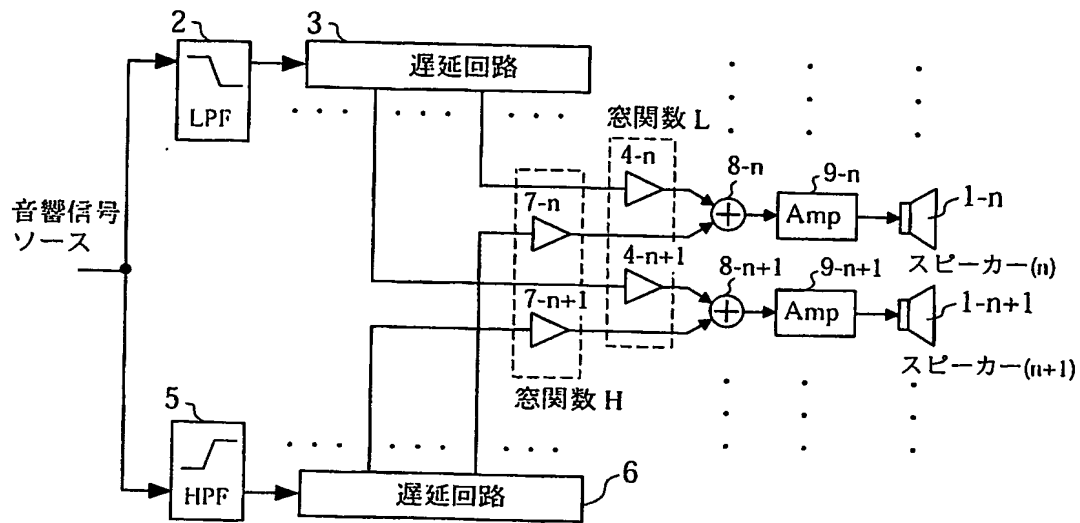 2
LPF
3
遅延回路
音響信号
ソース
窓関数 L
4-n
7-n
8-n
9-n
Amp
1-n
スピーカー(n)
4-n+1
7-n+1
8-n+1
9-n+1
Amp
1-n+1
スピーカー(n+1)
窓関数 H
5
HPF
遅延回路
6